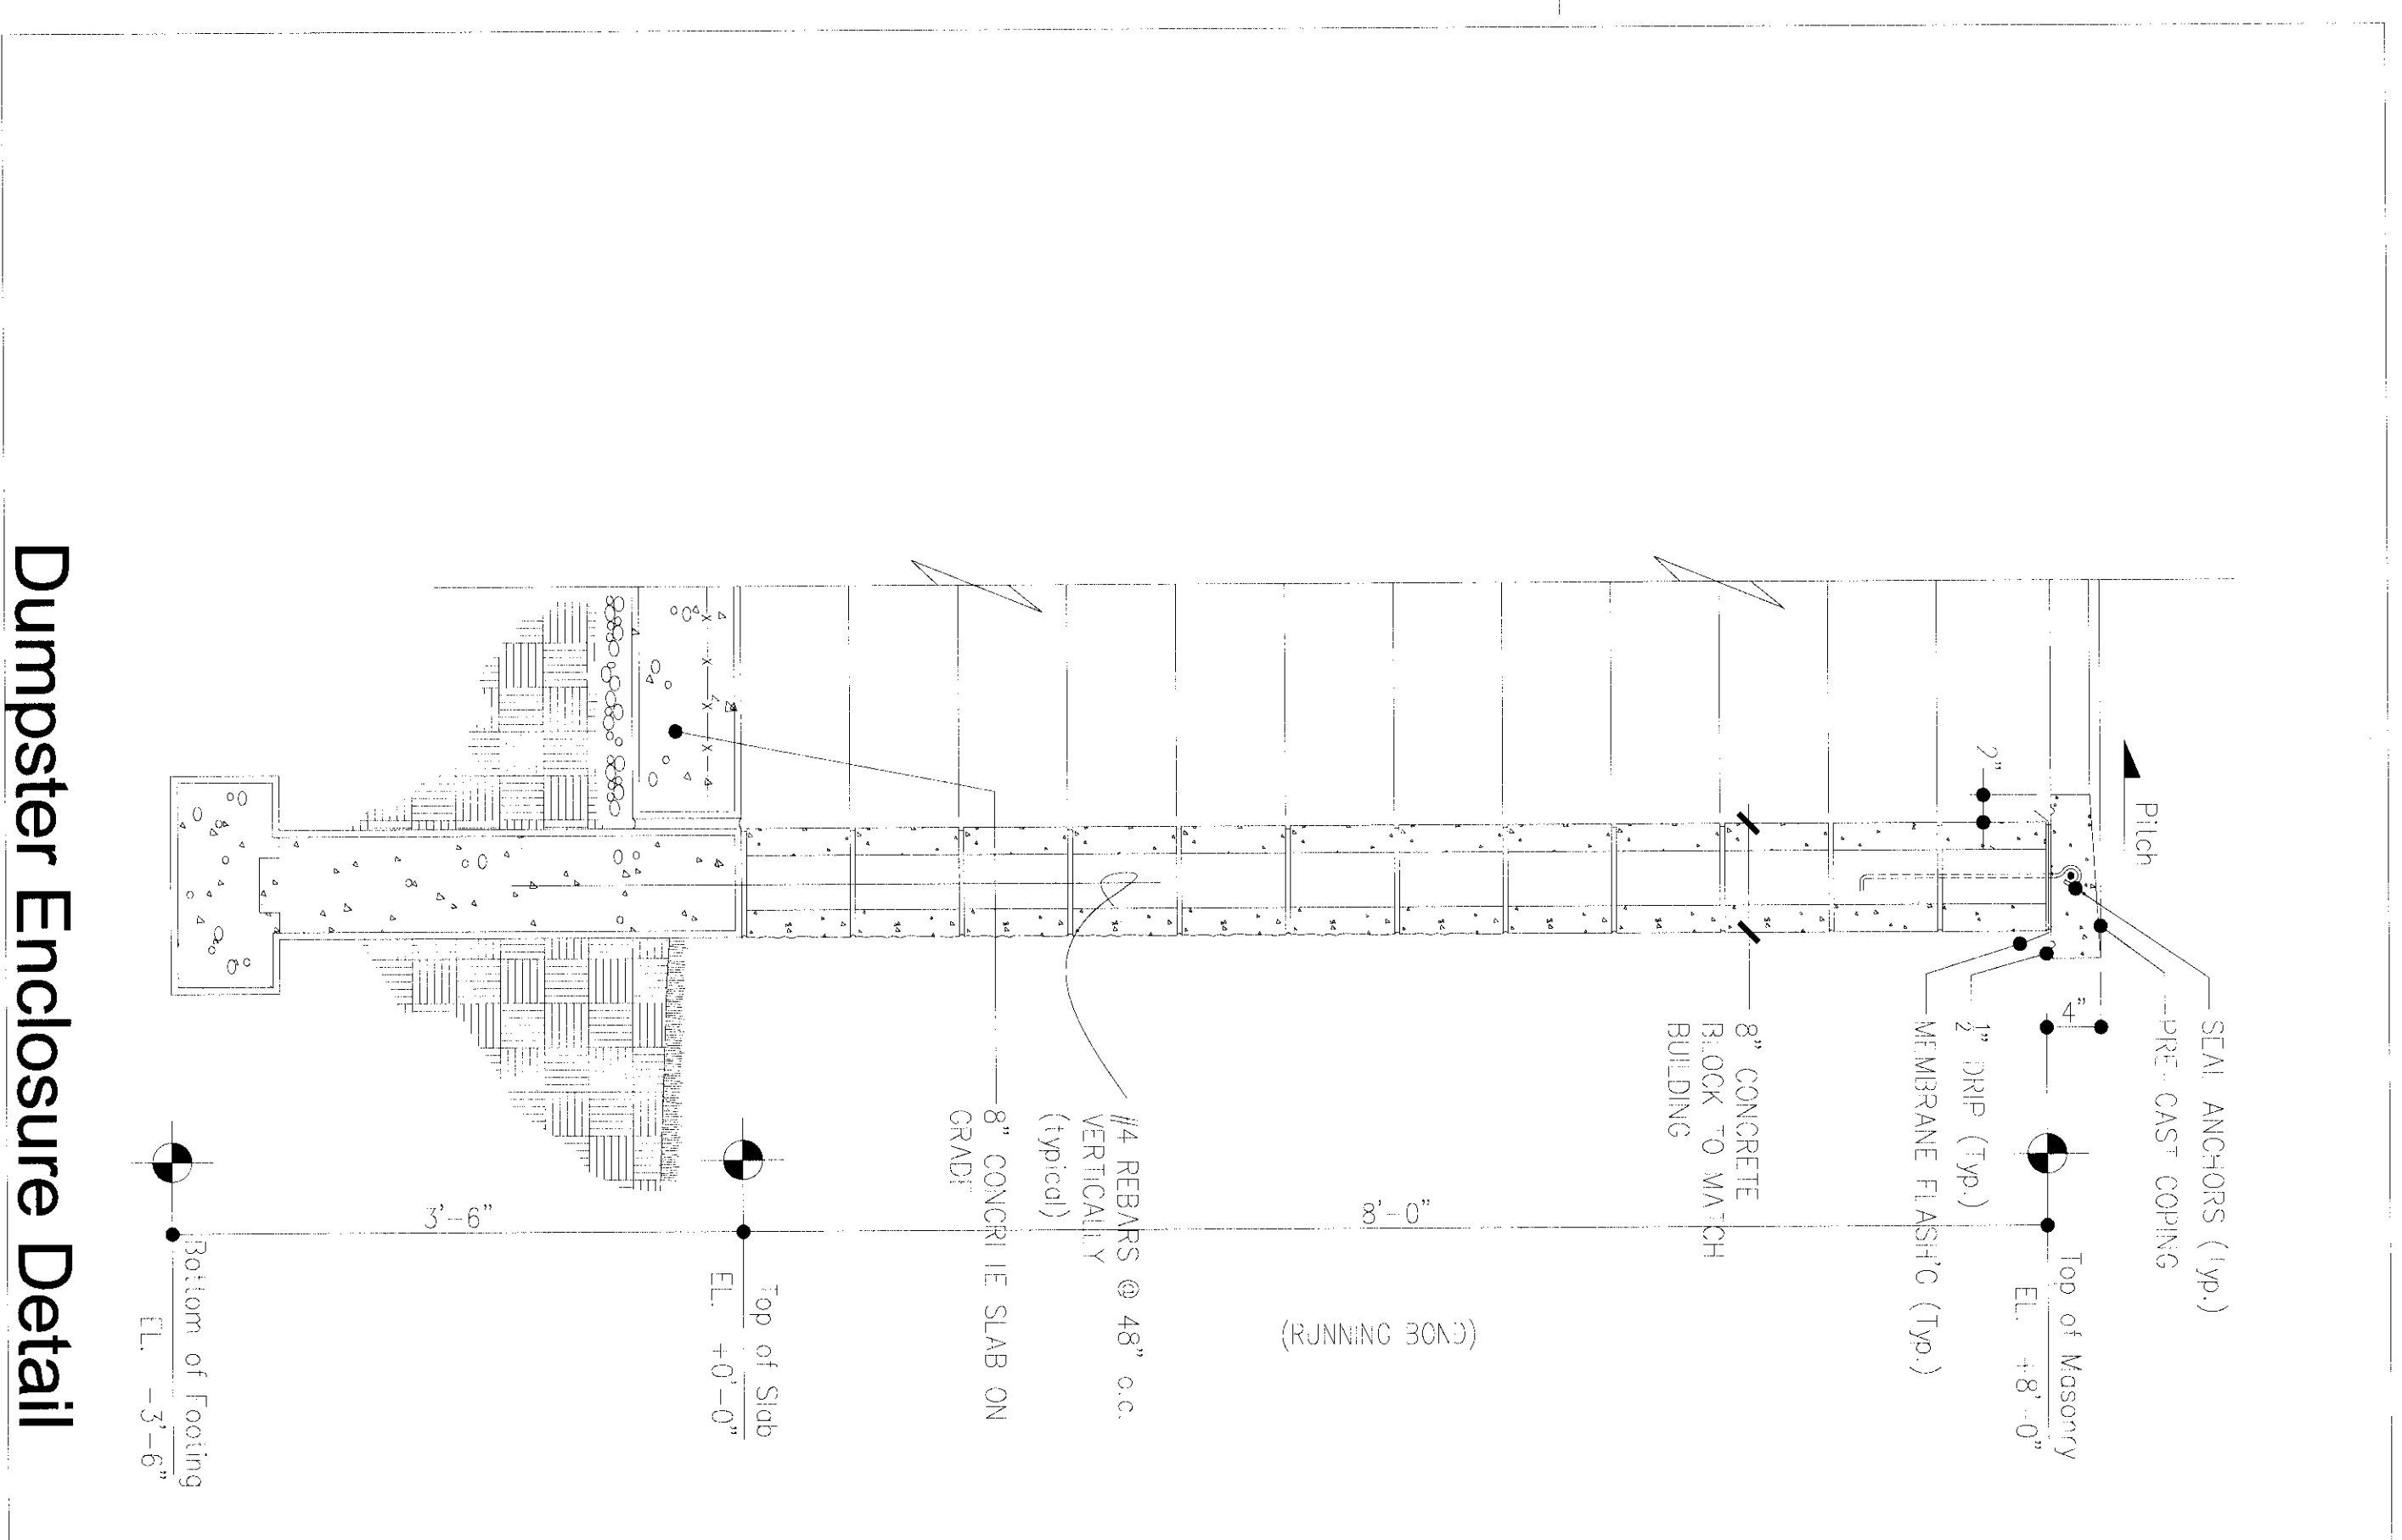 SEAL ANCHORS (Typ.)
PRE-CAST COPING
Pitch
4"
2"
1/2" DRIP (Typ.)
MEMBRANE FLASH'G (Typ.)
Top of Masonry
EL. +8'-0"
8" CONCRETE
BLOCK TO MATCH
BUILDING
8'-0"
(RUNNING BOND)
#4 REBARS @ 48" o.c.
VERTICALLY
(typical)
8" CONCRETE SLAB ON
GRADE
Top of Slab
EL. +0'-0"
3'-6"
Bottom of Footing
EL. -3'-6"
Dumpster Enclosure Detail